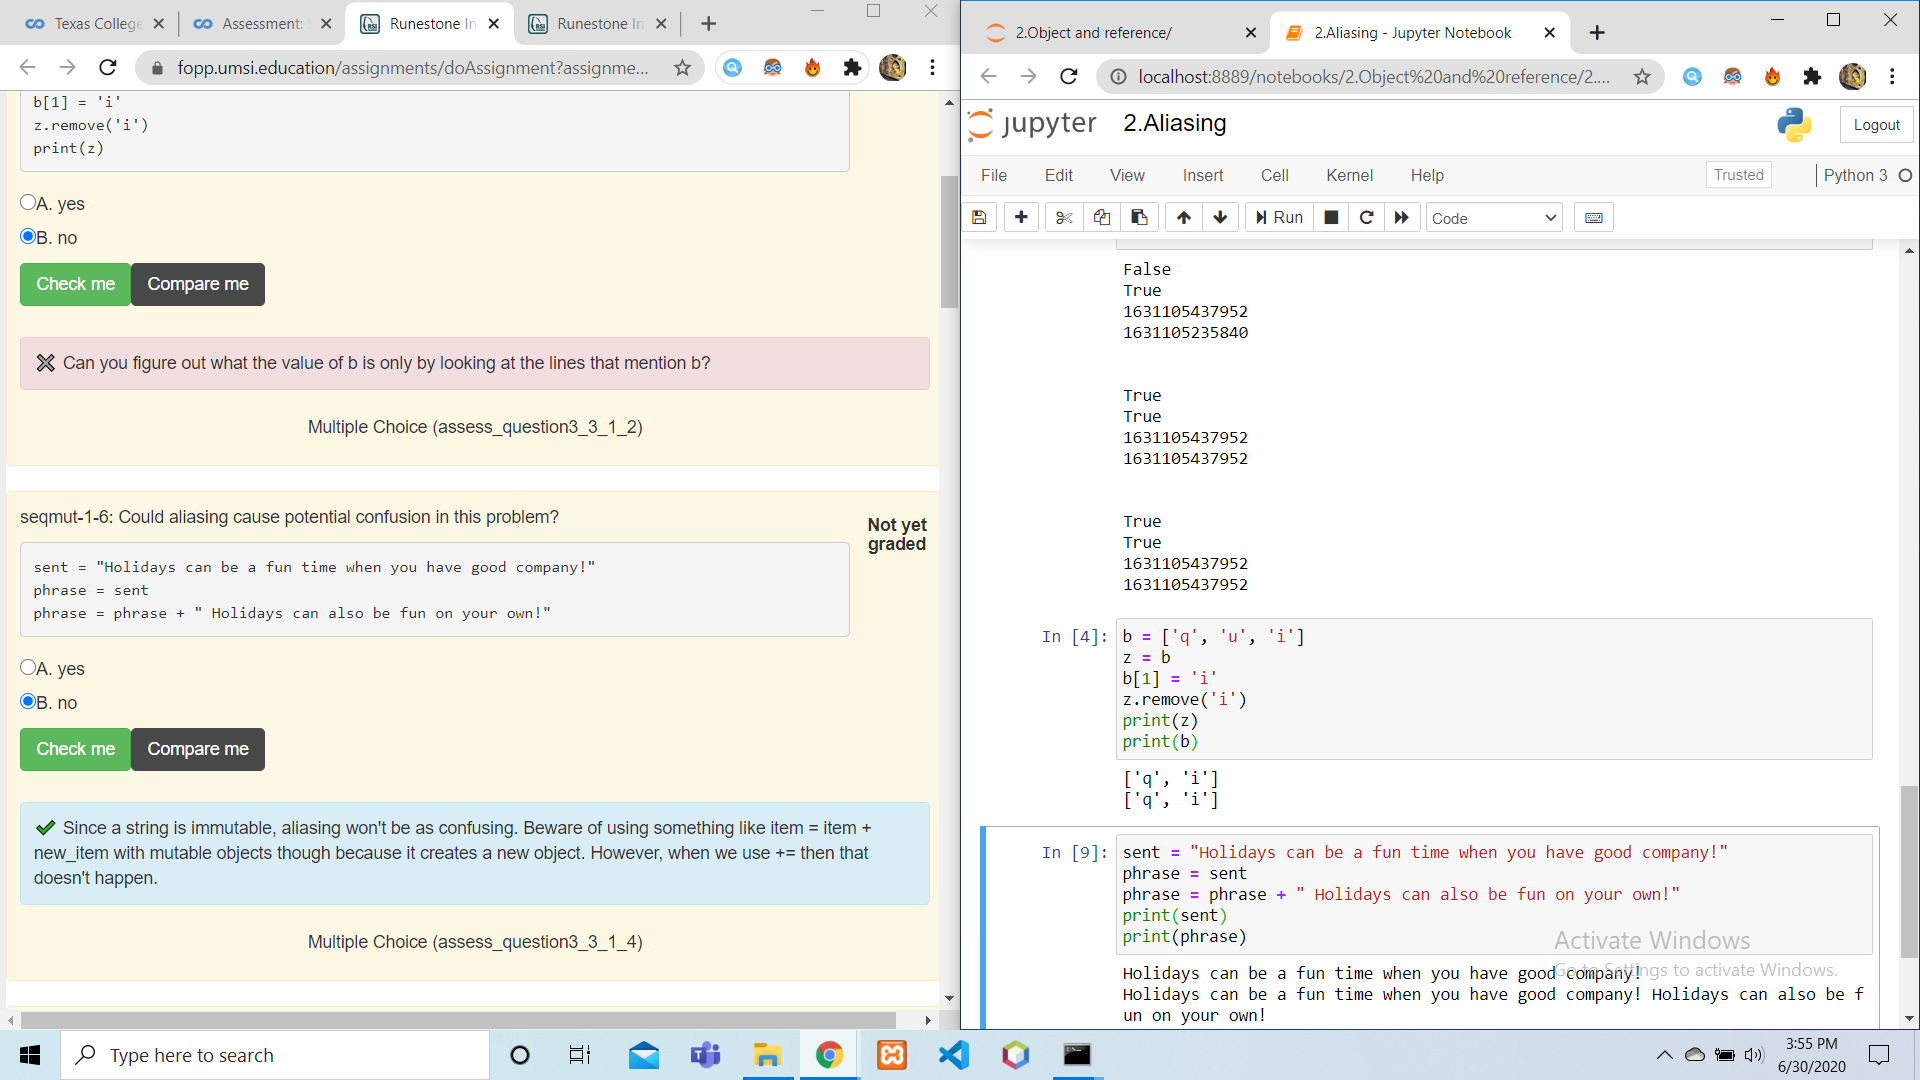 Texas College
Assessment:
Runestone In
Runestone In
fopp.umsi.education/assignments/doAssignment?assignme...
b[1] = 'i'
z.remove('i')
print(z)
A. yes
B. no
Check me
Compare me
Can you figure out what the value of b is only by looking at the lines that mention b?
Multiple Choice (assess_question3_3_1_2)
seqmut-1-6: Could aliasing cause potential confusion in this problem?
Not yet
graded
sent = "Holidays can be a fun time when you have good company!"
phrase = sent
phrase = phrase + " Holidays can also be fun on your own!"
A. yes
B. no
Check me
Compare me
Since a string is immutable, aliasing won't be as confusing. Beware of using something like item = item +
new_item with mutable objects though because it creates a new object. However, when we use += then that
doesn't happen.
Multiple Choice (assess_question3_3_1_4)
2.Object and reference/
2.Aliasing - Jupyter Notebook
localhost:8889/notebooks/2.Object%20and%20reference/2....
jupyter 2.Aliasing
Logout
File Edit View Insert Cell Kernel Help
Trusted
Python 3
Run
Code
False
True
1631105437952
1631105235840
True
True
1631105437952
1631105437952
True
True
1631105437952
1631105437952
In [4]: b = ['q', 'u', 'i']
z = b
b[1] = 'i'
z.remove('i')
print(z)
print(b)
['q', 'i']
['q', 'i']
In [9]: sent = "Holidays can be a fun time when you have good company!"
phrase = sent
phrase = phrase + " Holidays can also be fun on your own!"
print(sent)
print(phrase)
Holidays can be a fun time when you have good company!
Holidays can be a fun time when you have good company! Holidays can also be f
un on your own!
Activate Windows
Go to Settings to activate Windows.
Type here to search
3:55 PM
6/30/2020